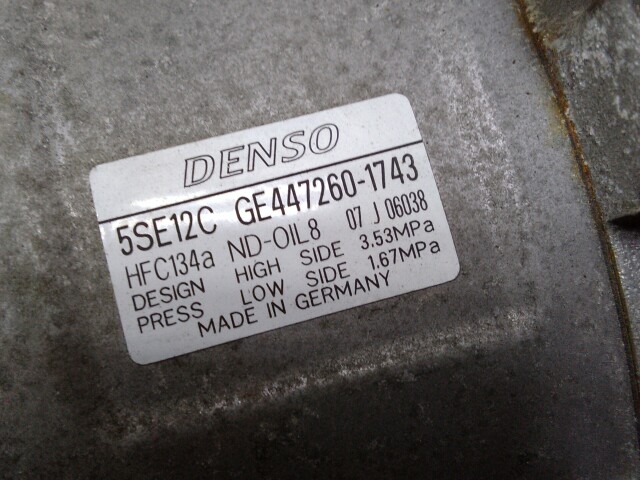 DENSO
5SE12C GE447260-1743
HFC134a ND-OIL8 07 J 06038
DESIGN HIGH SIDE 3.53MPa
PRESS LOW SIDE 1.67MPa
MADE IN GERMANY